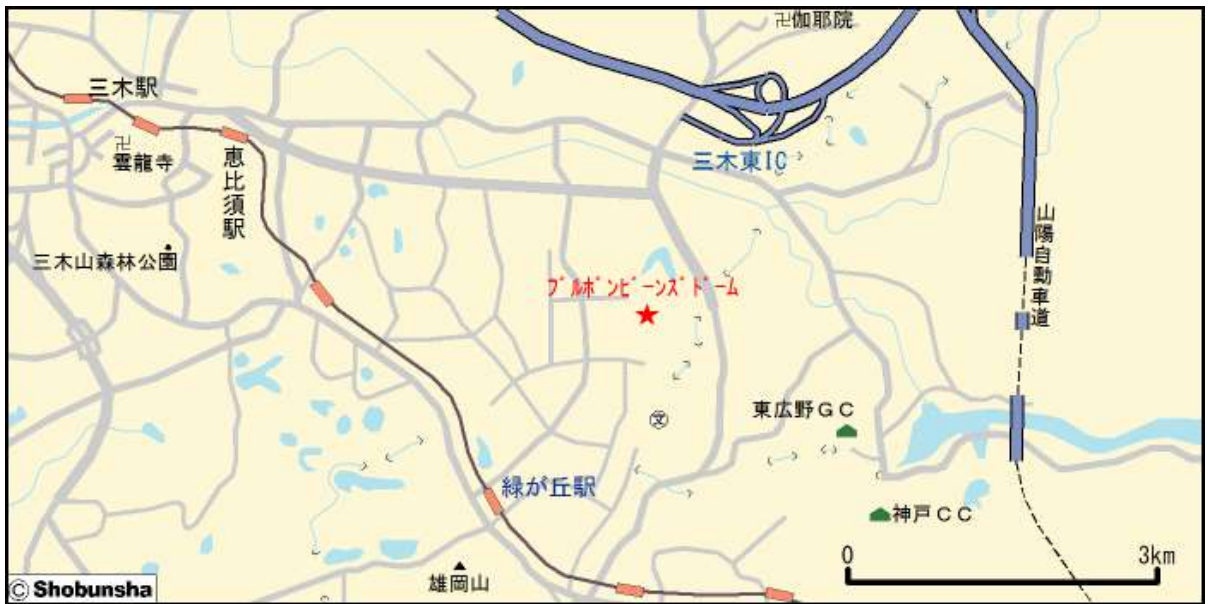 卍伽耶院
三木駅
卍
雲龍寺
恵比須駅
三木東IC
三木山森林公園
山陽自動車道
ブルボンビーンズドーム
文
東広野GC
緑が丘駅
神戸CC
雄岡山
0
3km
© Shobunsha